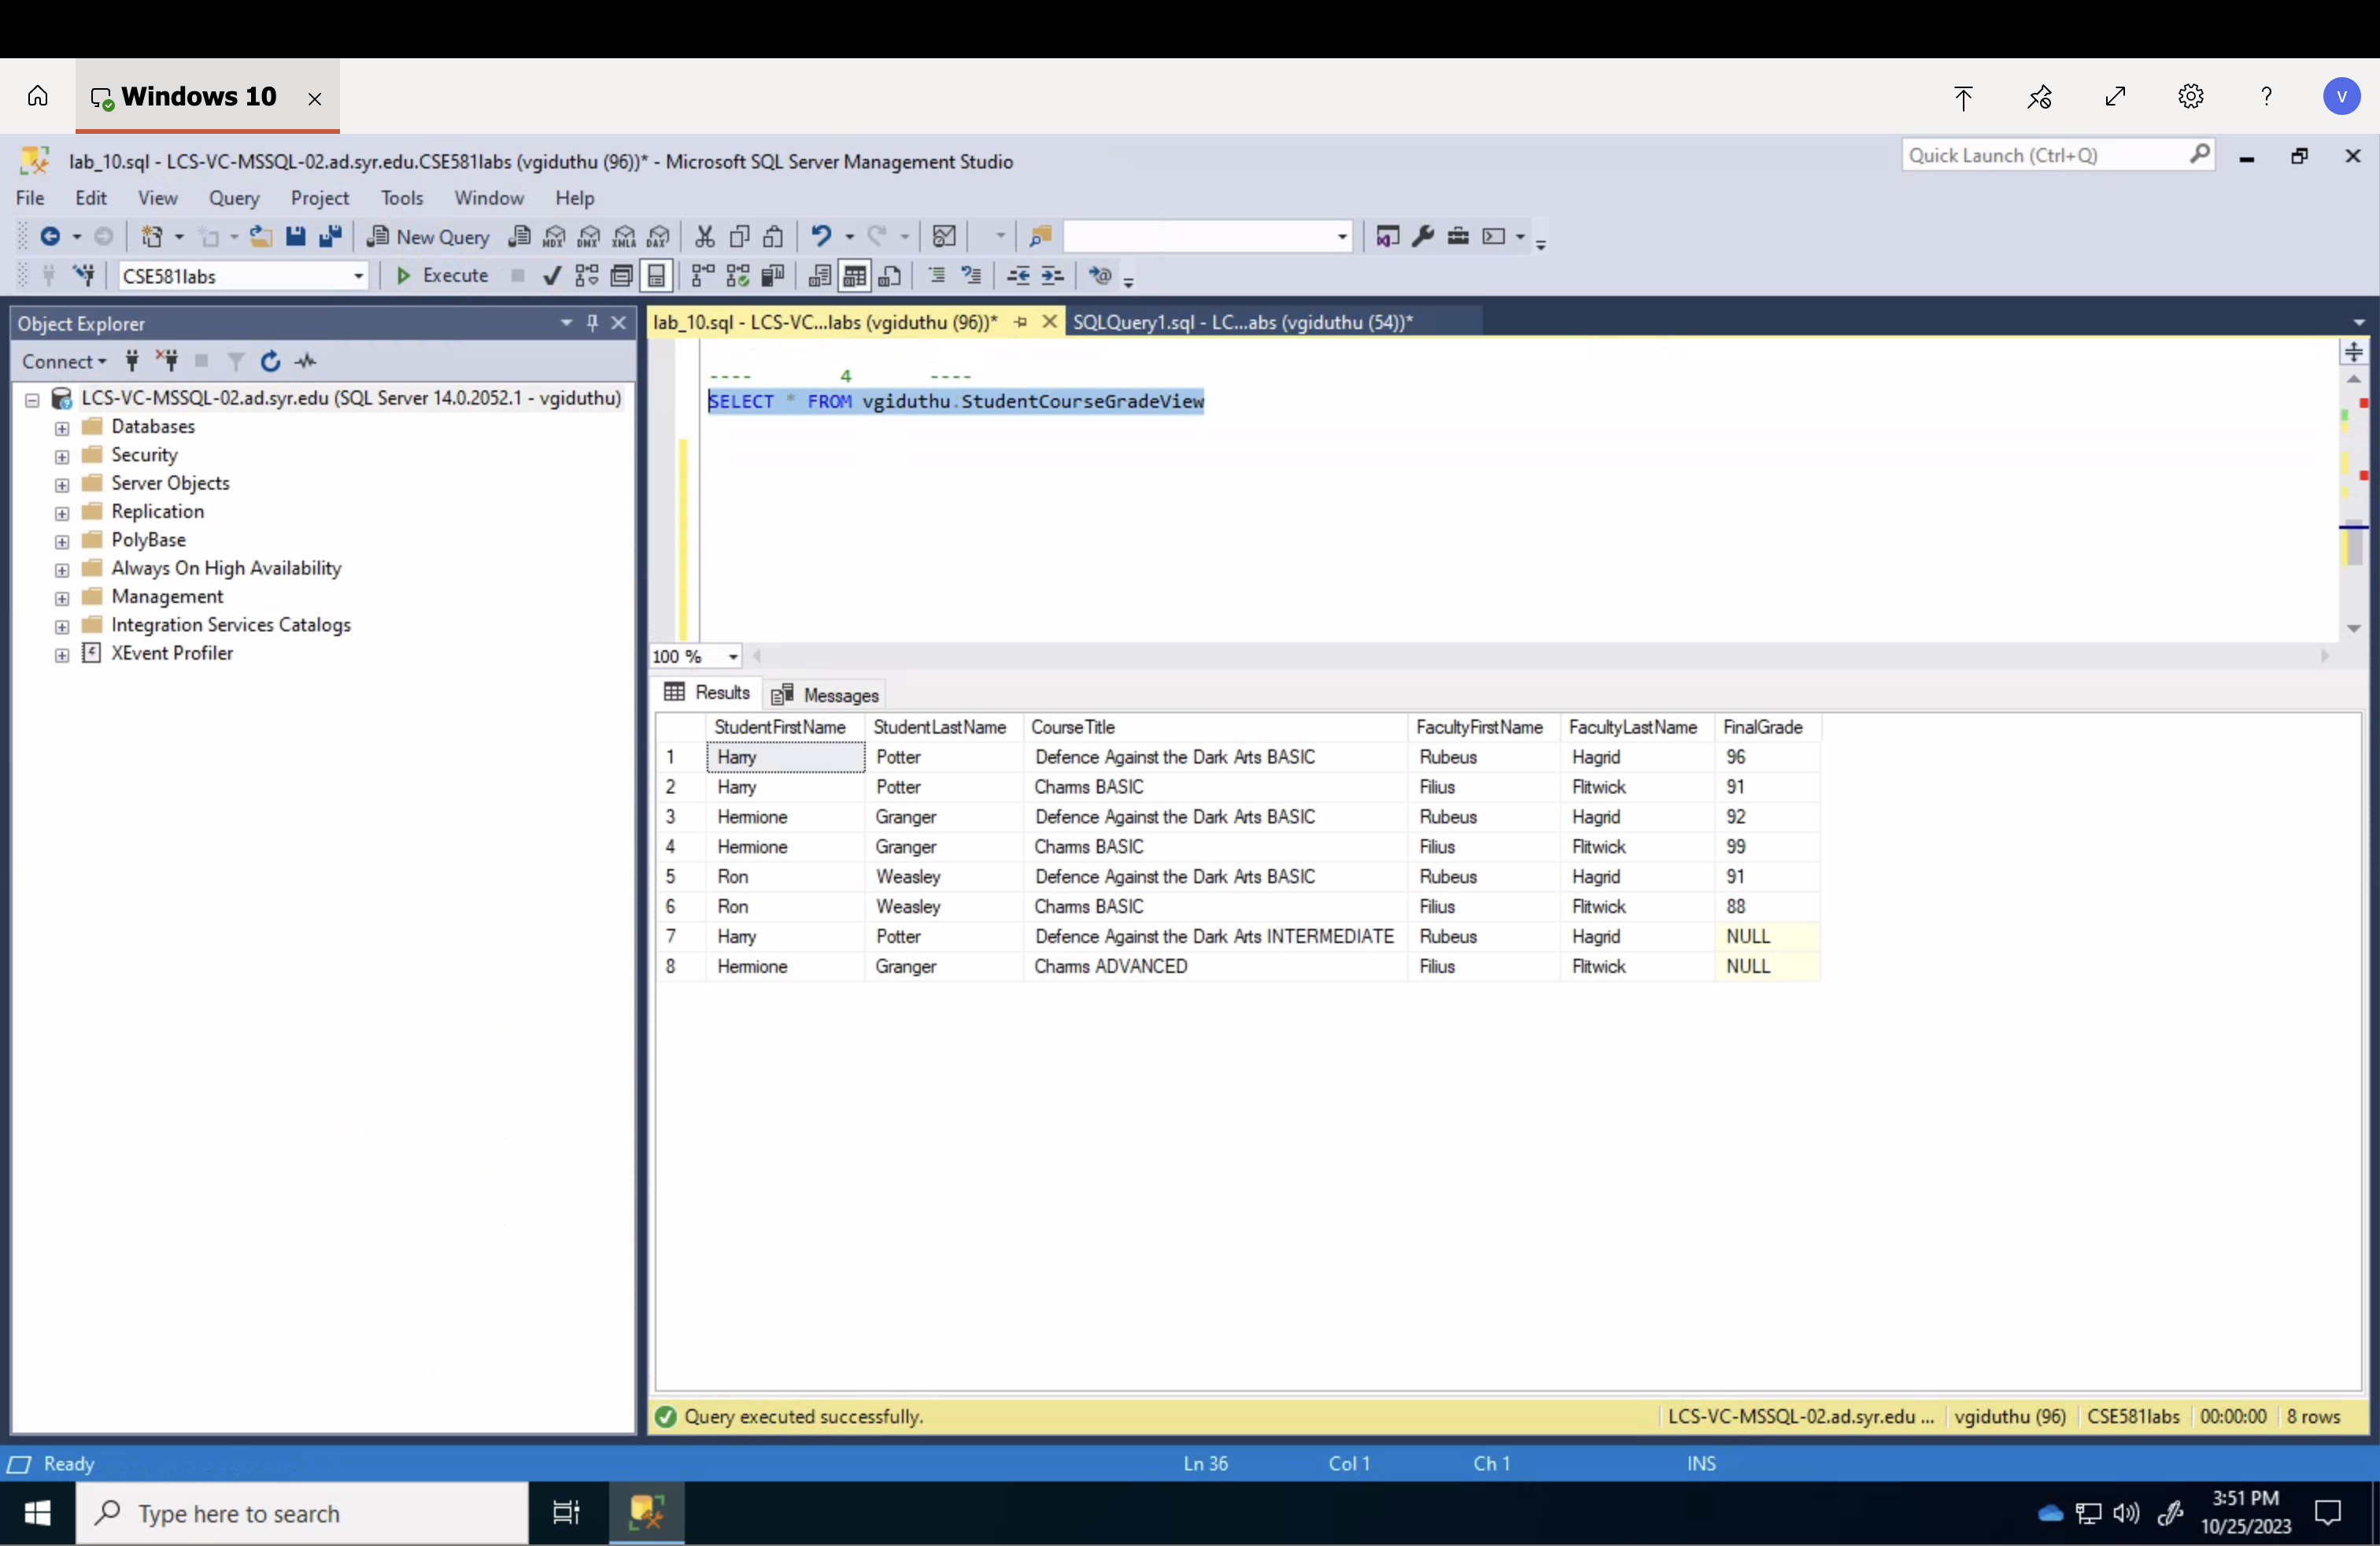 Windows 10
? V
lab_10.sql - LCS-VC-MSSQL-02.ad.syr.edu.CSE581labs (vgiduthu (96))* - Microsoft SQL Server Management Studio
Quick Launch (Ctrl+Q)
File Edit View Query Project Tools Window Help
New Query MDX DMX XMLA DAX
CSE581labs Execute
Object Explorer
lab_10.sql - LCS-VC...labs (vgiduthu (96))* SQLQuery1.sql - LC...abs (vgiduthu (54))*
Connect
LCS-VC-MSSQL-02.ad.syr.edu (SQL Server 14.0.2052.1 - vgiduthu)
Databases
Security
Server Objects
Replication
PolyBase
Always On High Availability
Management
Integration Services Catalogs
XEvent Profiler
---- 4 ----
SELECT * FROM vgiduthu.StudentCourseGradeView
100 %
Results Messages
StudentFirstName StudentLastName CourseTitle FacultyFirstName FacultyLastName FinalGrade
1 Harry Potter Defence Against the Dark Arts BASIC Rubeus Hagrid 96
2 Harry Potter Charms BASIC Filius Flitwick 91
3 Hermione Granger Defence Against the Dark Arts BASIC Rubeus Hagrid 92
4 Hermione Granger Charms BASIC Filius Flitwick 99
5 Ron Weasley Defence Against the Dark Arts BASIC Rubeus Hagrid 91
6 Ron Weasley Charms BASIC Filius Flitwick 88
7 Harry Potter Defence Against the Dark Arts INTERMEDIATE Rubeus Hagrid NULL
8 Hermione Granger Charms ADVANCED Filius Flitwick NULL
Query executed successfully. LCS-VC-MSSQL-02.ad.syr.edu ... vgiduthu (96) CSE581labs 00:00:00 8 rows
Ready Ln 36 Col 1 Ch 1 INS
Type here to search
3:51 PM
10/25/2023